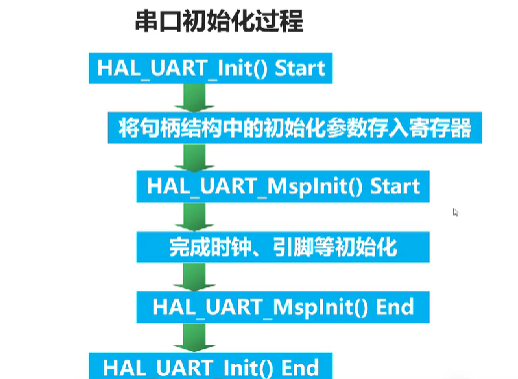 串口初始化过程
HAL_UART_Init() Start
将句柄结构中的初始化参数存入寄存器
HAL_UART_MspInit() Start
完成时钟、引脚等初始化
HAL_UART_MspInit() End
HAL_UART_Init() End